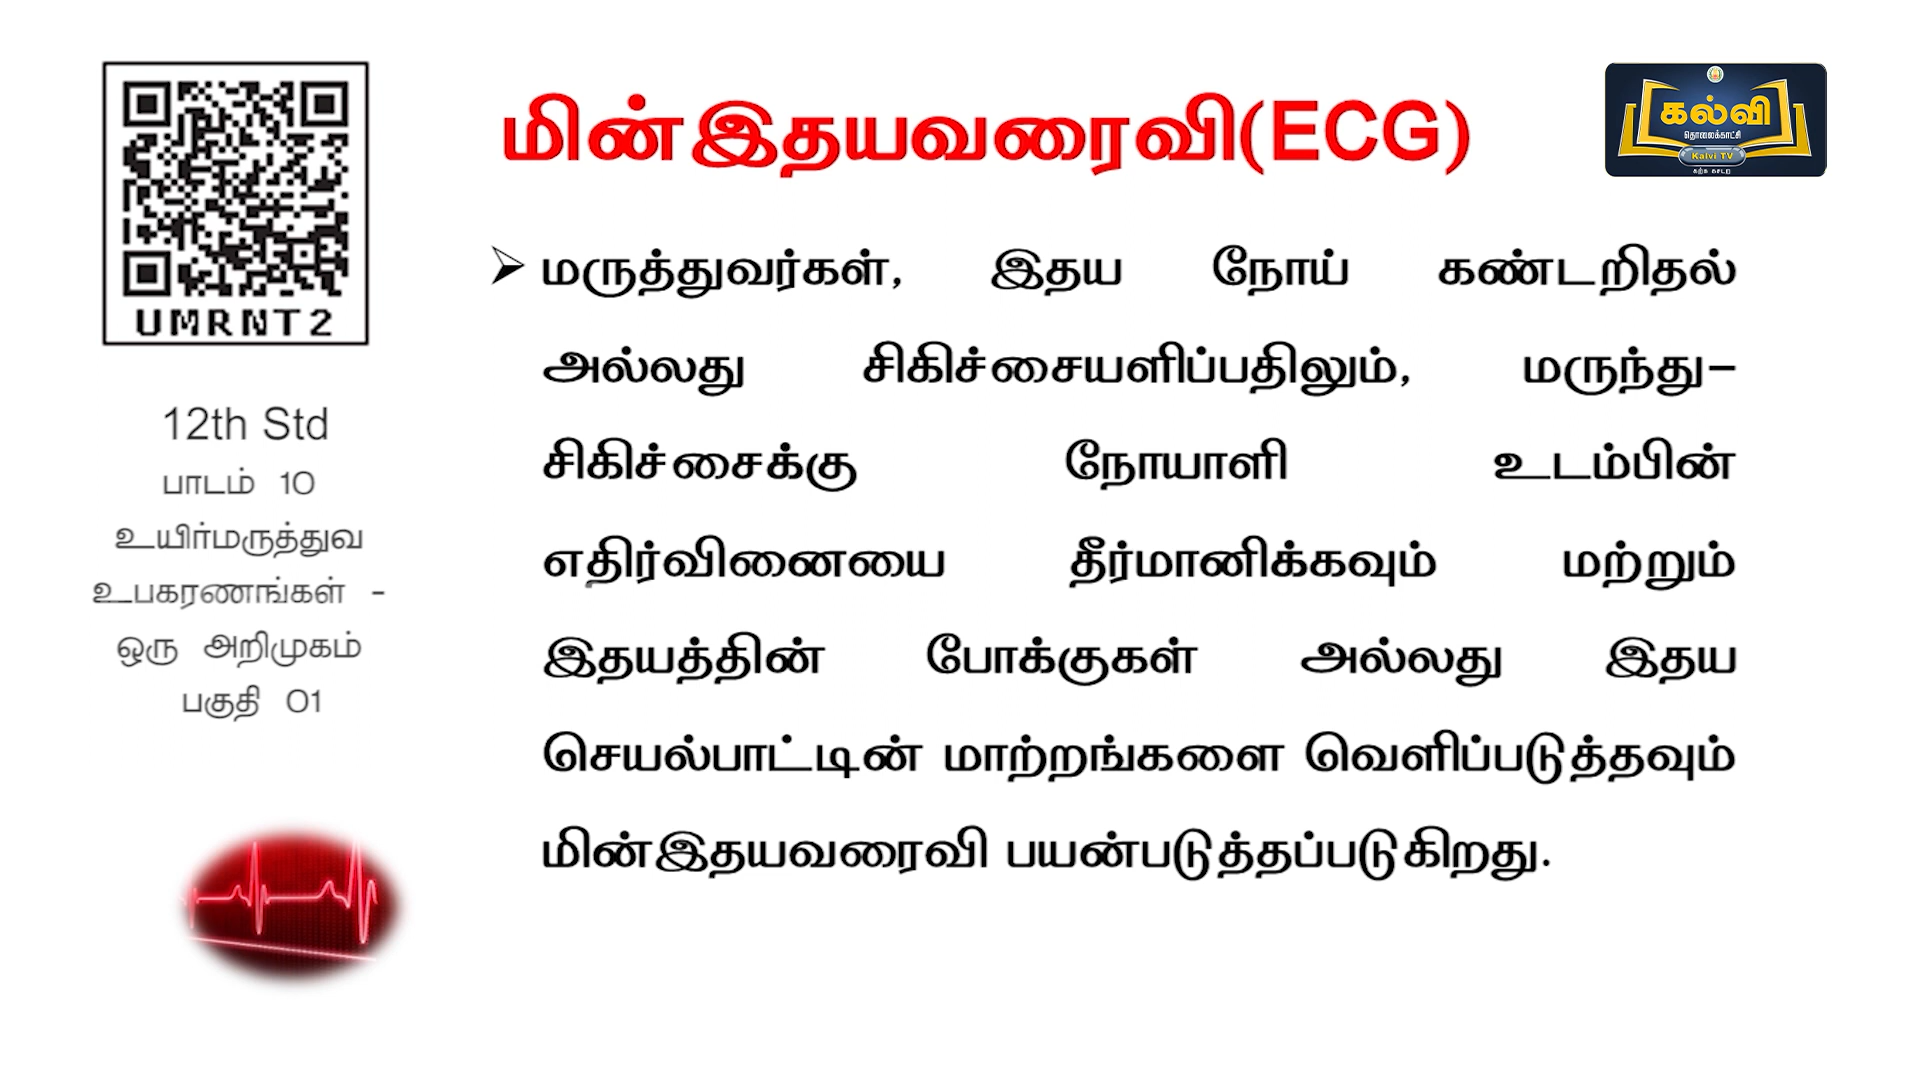 UMRNT2
12th Std
பாடம் 10
உயிர்மருத்துவ
உபகரணங்கள் -
ஒரு அறிமுகம்
பகுதி 01
மின்இதயவரைவி(ECG)
➢ மருத்துவர்கள், இதய நோய் கண்டறிதல்
அல்லது சிகிச்சையளிப்பதிலும், மருந்து-
சிகிச்சைக்கு நோயாளி உடம்பின்
எதிர்வினையை தீர்மானிக்கவும் மற்றும்
இதயத்தின் போக்குகள் அல்லது இதய
செயல்பாட்டின் மாற்றங்களை வெளிப்படுத்தவும்
மின்இதயவரைவி பயன்படுத்தப்படுகிறது.
கல்வி
தொலைக்காட்சி
Kalvi TV
கற்க கசடற